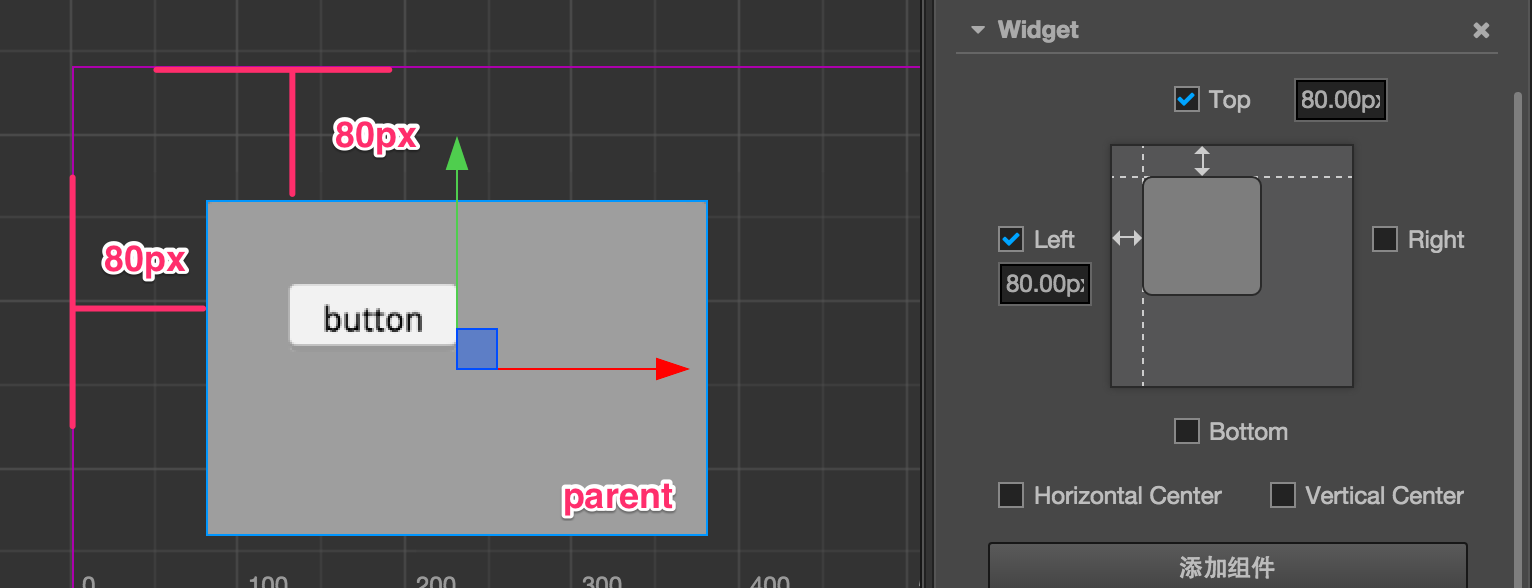 Widget
Top
80.00px
80px
80px
Left
80.00px
Right
button
Bottom
parent
Horizontal Center
Vertical Center
添加组件
0
100
200
300
400